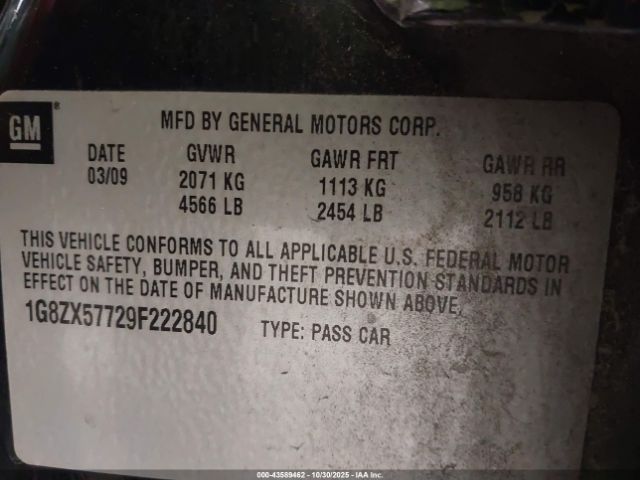 GM ®
MFD BY GENERAL MOTORS CORP.
DATE GVWR GAWR FRT GAWR RR
03/09 2071 KG 1113 KG 958 KG
4566 LB 2454 LB 2112 LB
THIS VEHICLE CONFORMS TO ALL APPLICABLE U.S. FEDERAL MOTOR
VEHICLE SAFETY, BUMPER, AND THEFT PREVENTION STANDARDS IN
EFFECT ON THE DATE OF MANUFACTURE SHOWN ABOVE.
1G8ZX57729F222840 TYPE: PASS CAR
000-43589462 - 10/30/2025 - IAA Inc.